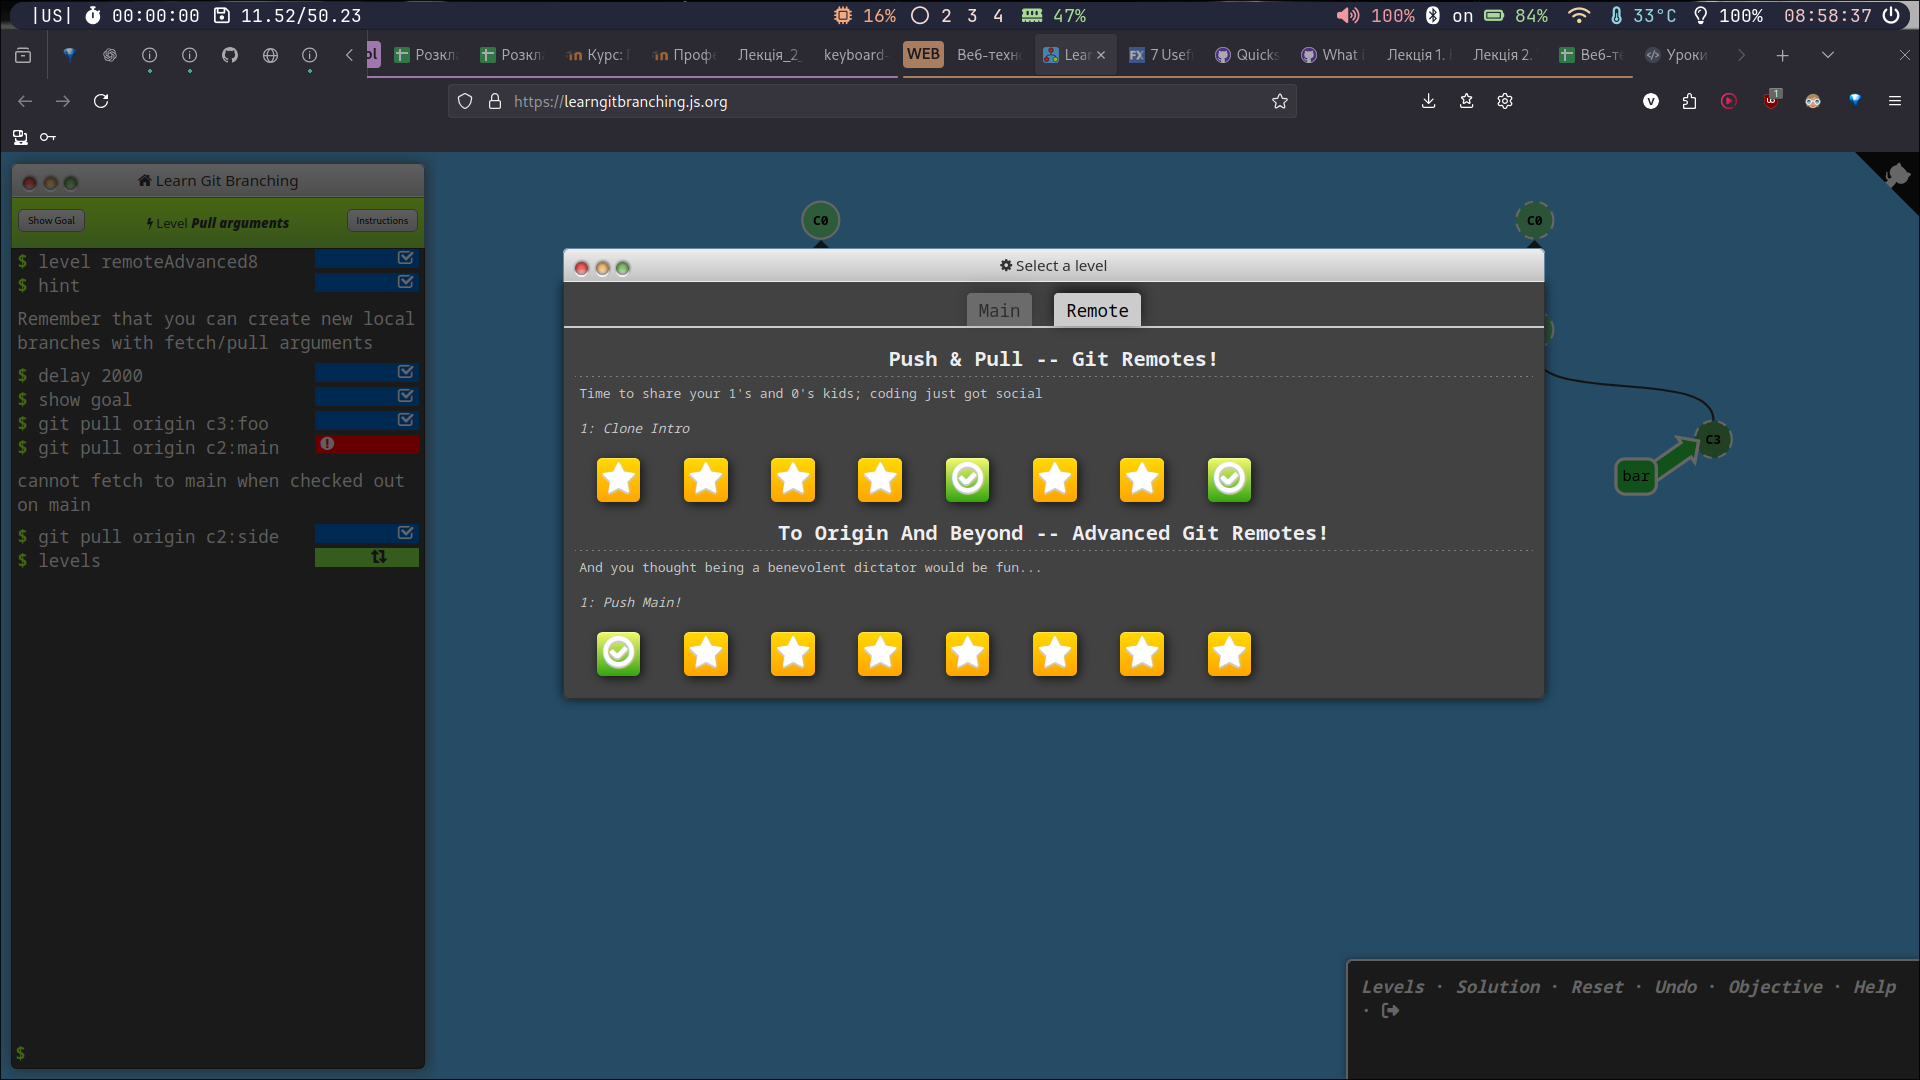 |US| 00:00:00 11.52/50.23 16% 2 3 4 47% 100% on 84% 33°C 100% 08:58:37
ol Розкл Розкл Курс: Проф Лекція_2_ keyboard- WEB Веб-техн Lear 7 Usef Quicks What i Лекція 1. Лекція 2. Веб-те Уроки
https://learngitbranching.js.org
1
Learn Git Branching
Show Goal
Level Pull arguments
Instructions
$ level remoteAdvanced8
$ hint
Remember that you can create new local
branches with fetch/pull arguments
$ delay 2000
$ show goal
$ git pull origin c3:foo
$ git pull origin c2:main
cannot fetch to main when checked out
on main
$ git pull origin c2:side
$ levels
$
C0
C0
C3
bar
Select a level
Main
Remote
Push & Pull -- Git Remotes!
Time to share your 1's and 0's kids; coding just got social
1: Clone Intro
To Origin And Beyond -- Advanced Git Remotes!
And you thought being a benevolent dictator would be fun...
1: Push Main!
Levels · Solution · Reset · Undo · Objective · Help
·